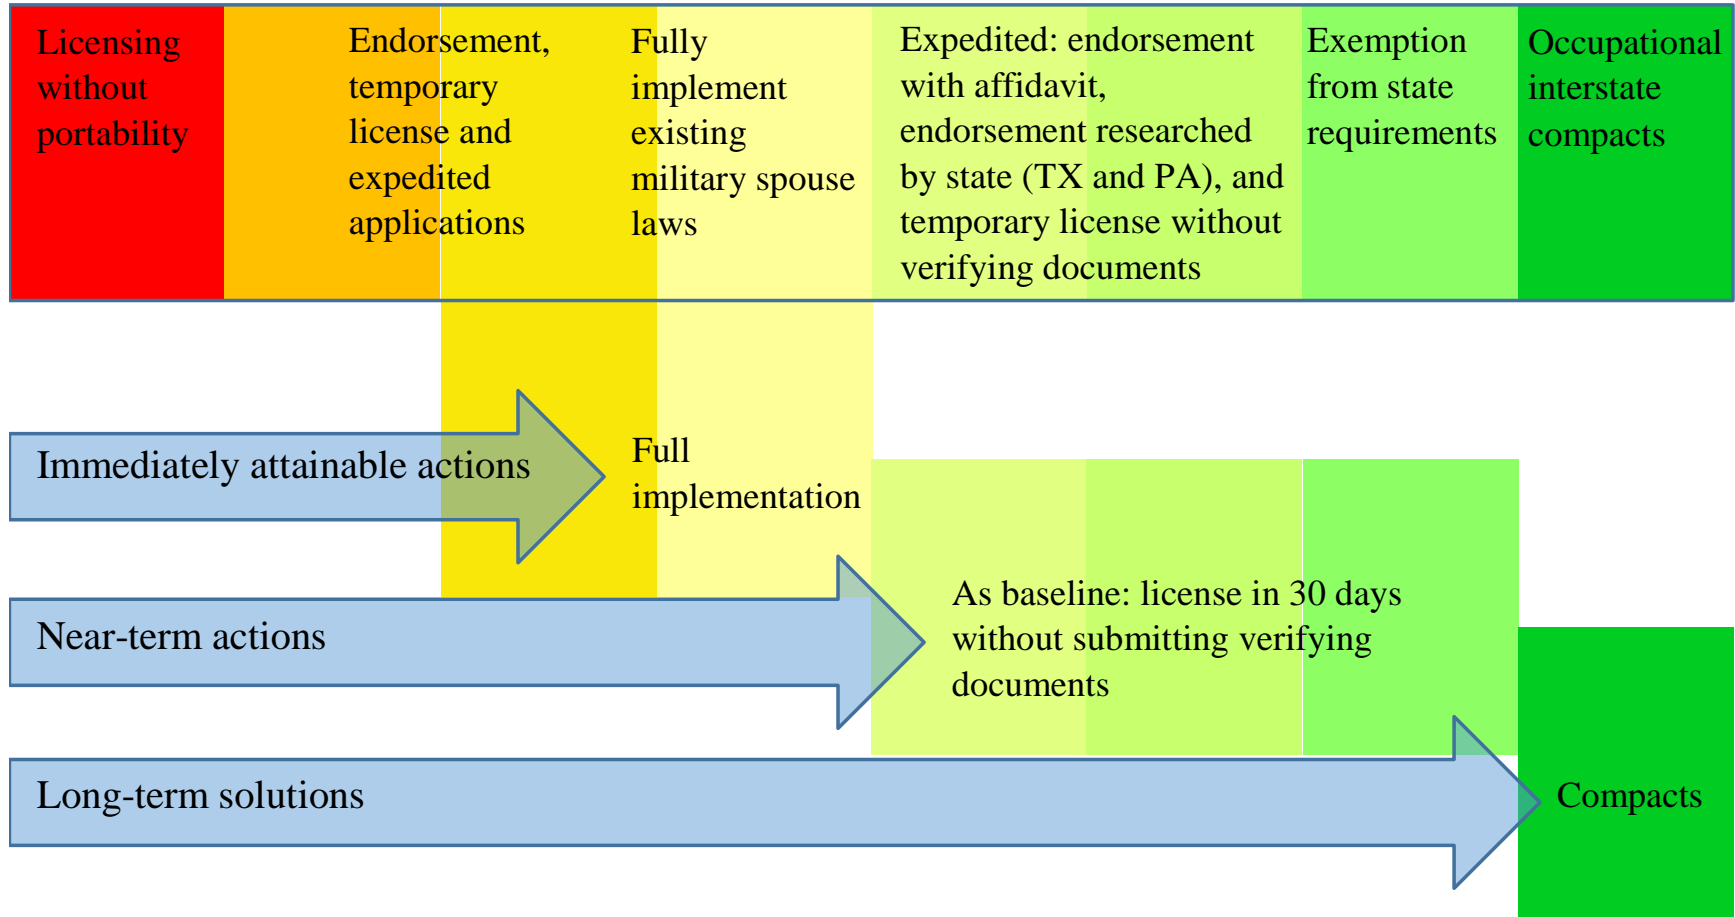 Licensing
without
portability
Endorsement,
temporary
license and
expedited
applications
Fully
implement
existing
military spouse
laws
Expedited: endorsement
with affidavit,
endorsement researched
by state (TX and PA), and
temporary license without
verifying documents
Exemption
from state
requirements
Occupational
interstate
compacts
Immediately attainable actions
Full
implementation
Near-term actions
As baseline: license in 30 days
without submitting verifying
documents
Long-term solutions
Compacts